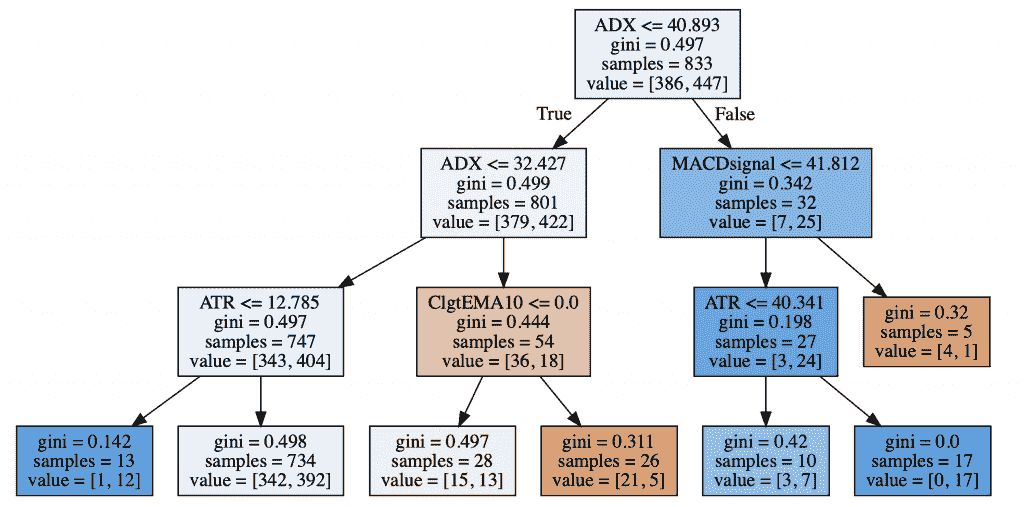 ADX <= 40.893
gini = 0.497
samples = 833
value = [386, 447]
True
False
ADX <= 32.427
gini = 0.499
samples = 801
value = [379, 422]
MACDsignal <= 41.812
gini = 0.342
samples = 32
value = [7, 25]
ATR <= 12.785
gini = 0.497
samples = 747
value = [343, 404]
ClgtEMA10 <= 0.0
gini = 0.444
samples = 54
value = [36, 18]
ATR <= 40.341
gini = 0.198
samples = 27
value = [3, 24]
gini = 0.32
samples = 5
value = [4, 1]
gini = 0.142
samples = 13
value = [1, 12]
gini = 0.498
samples = 734
value = [342, 392]
gini = 0.497
samples = 28
value = [15, 13]
gini = 0.311
samples = 26
value = [21, 5]
gini = 0.42
samples = 10
value = [3, 7]
gini = 0.0
samples = 17
value = [0, 17]